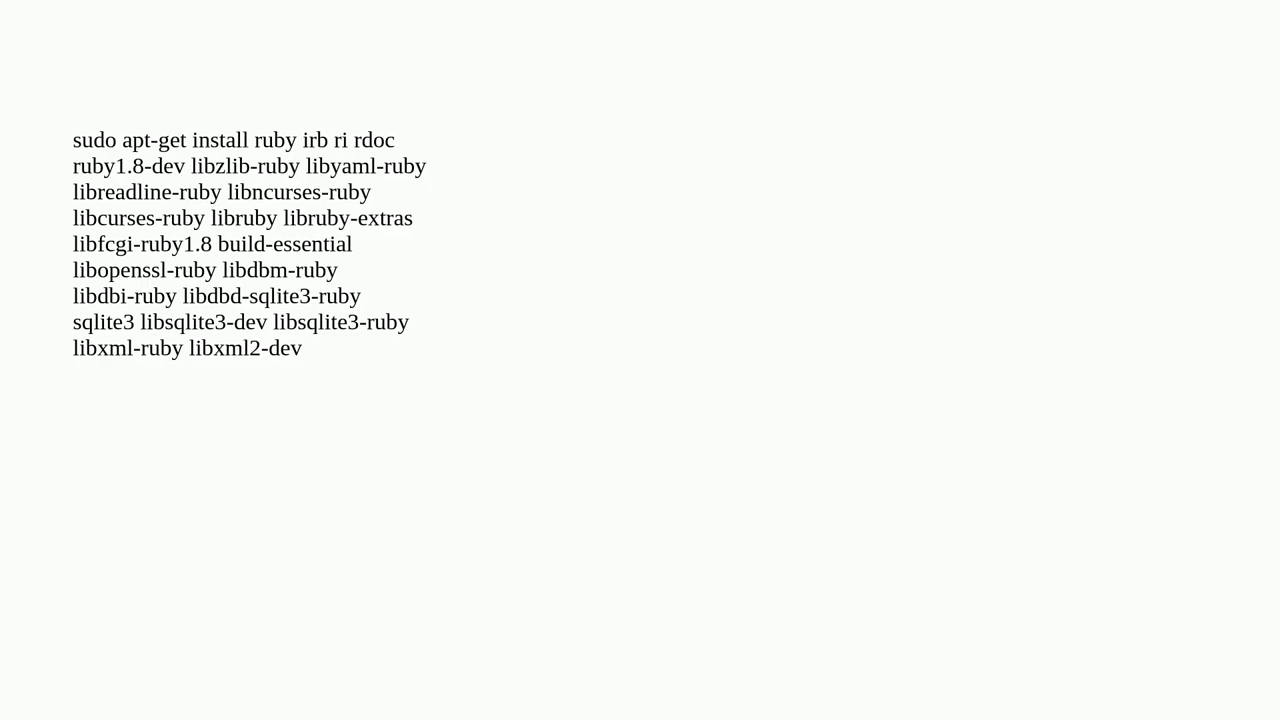 sudo apt-get install ruby irb ri rdoc
ruby1.8-dev libzlib-ruby libyaml-ruby
libreadline-ruby libncurses-ruby
libcurses-ruby libruby libruby-extras
libfcgi-ruby1.8 build-essential
libopenssl-ruby libdbm-ruby
libdbi-ruby libdbd-sqlite3-ruby
sqlite3 libsqlite3-dev libsqlite3-ruby
libxml-ruby libxml2-dev